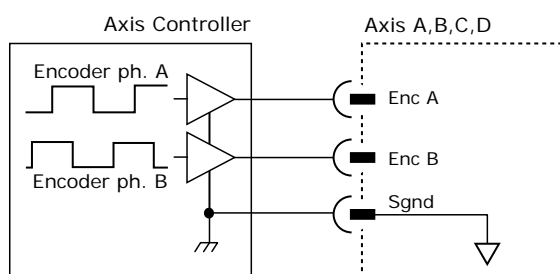 Axis Controller
Axis A,B,C,D
Encoder ph. A
Enc A
Enc B
Encoder ph. B
Sgnd